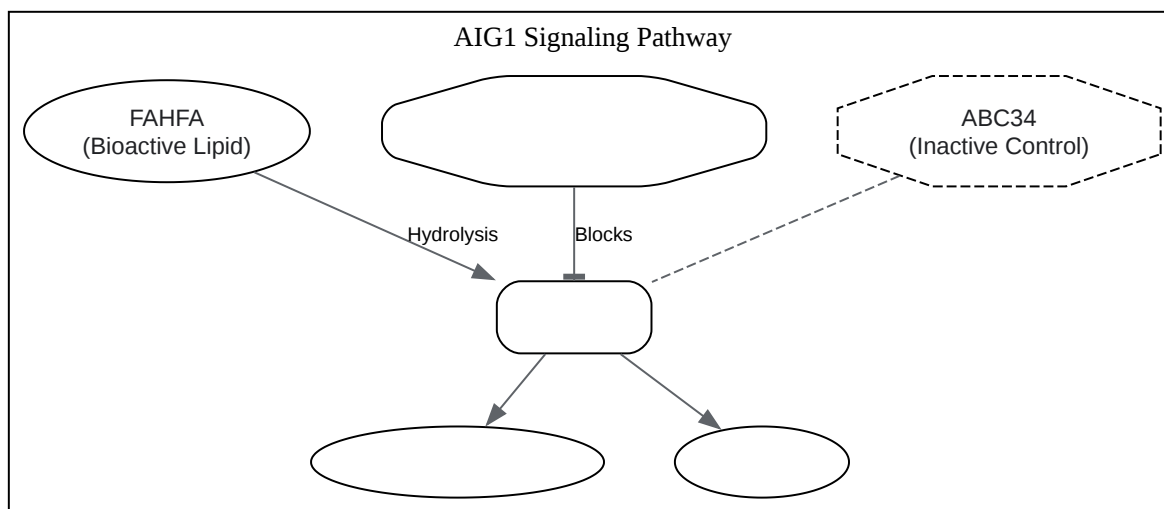 AIG1 Signaling Pathway
FAHFA
(Bioactive Lipid)
ABC34
(Inactive Control)
Hydrolysis
Blocks